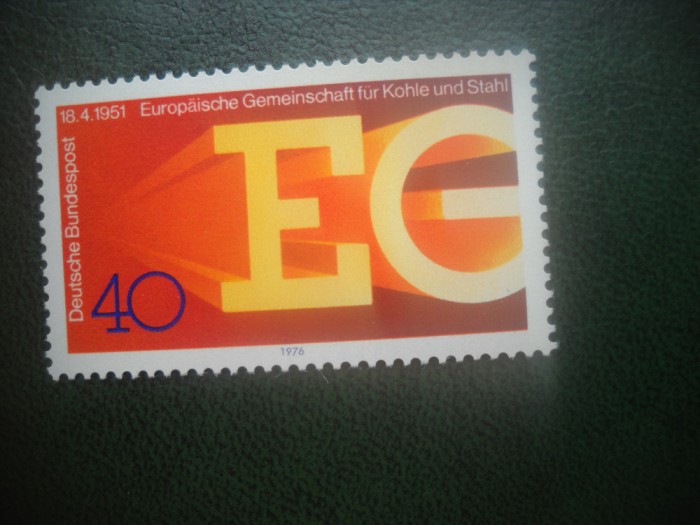 18.4.1951 Europäische Gemeinschaft für Kohle und Stahl
Deutsche Bundespost
EG
40
1976